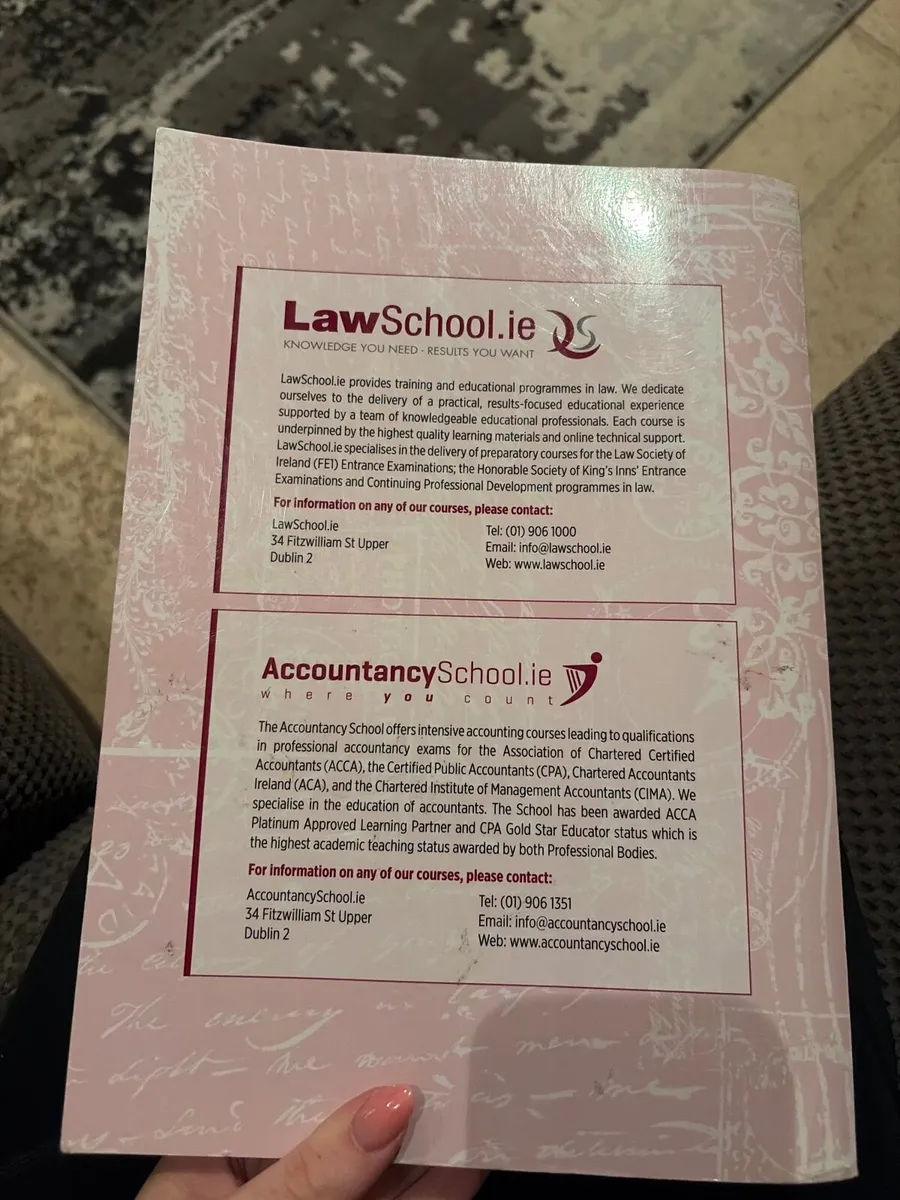 LawSchool.ie
KNOWLEDGE YOU NEED · RESULTS YOU WANT
LawSchool.ie provides training and educational programmes in law. We dedicate
ourselves to the delivery of a practical, results-focused educational experience
supported by a team of knowledgeable educational professionals. Each course is
underpinned by the highest quality learning materials and online technical support.
LawSchool.ie specialises in the delivery of preparatory courses for the Law Society of
Ireland (FE1) Entrance Examinations; the Honorable Society of King's Inns' Entrance
Examinations and Continuing Professional Development programmes in law.
For information on any of our courses, please contact:
LawSchool.ie
34 Fitzwilliam St Upper
Dublin 2
Tel: (01) 906 1000
Email: info@lawschool.ie
Web: www.lawschool.ie
AccountancySchool.ie
where you count
The Accountancy School offers intensive accounting courses leading to qualifications
in professional accountancy exams for the Association of Chartered Certified
Accountants (ACCA), the Certified Public Accountants (CPA), Chartered Accountants
Ireland (ACA), and the Chartered Institute of Management Accountants (CIMA). We
specialise in the education of accountants. The School has been awarded ACCA
Platinum Approved Learning Partner and CPA Gold Star Educator status which is
the highest academic teaching status awarded by both Professional Bodies.
For information on any of our courses, please contact:
AccountancySchool.ie
34 Fitzwilliam St Upper
Dublin 2
Tel: (01) 906 1351
Email: info@accountancyschool.ie
Web: www.accountancyschool.ie
The enemy
light - the men